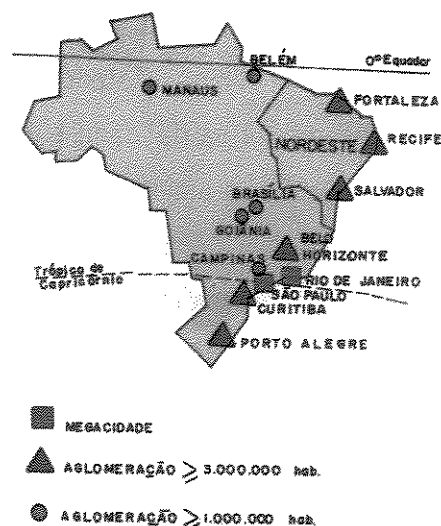 BELÉM
0º Equador
MANAUS
FORTALEZA
NORDESTE
RECIFE
BRASÍLIA
SALVADOR
GOIÂNIA
BELO
HORIZONTE
CAMPINAS
Trópico de
Capricórnio
RIO DE JANEIRO
SÃO PAULO
CURITIBA
PORTO ALEGRE
MEGACIDADE
AGLOMERAÇÃO ≥ 3.000.000 hab.
AGLOMERAÇÃO ≥ 1.000.000 hab.